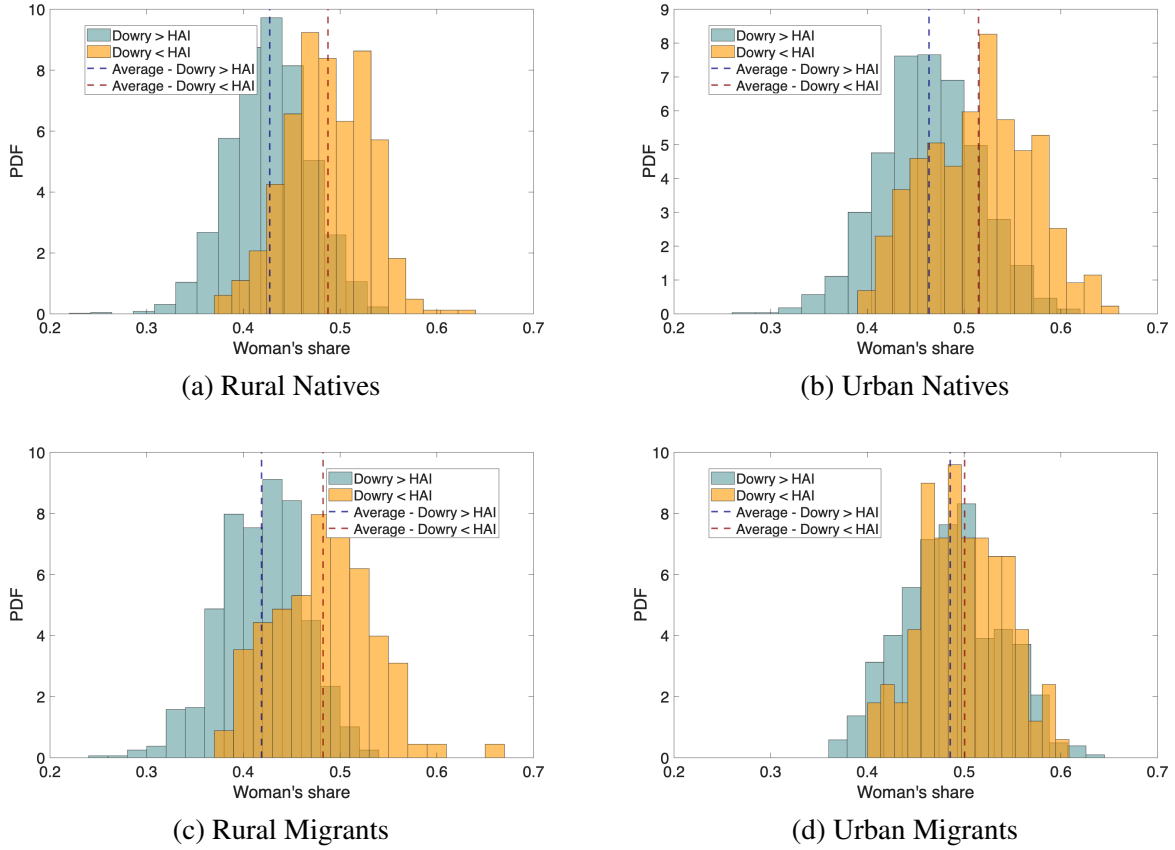 10
8
6
4
2
0
PDF
Dowry > HAI
Dowry < HAI
Average - Dowry > HAI
Average - Dowry < HAI
0.2 0.3 0.4 0.5 0.6 0.7
Woman's share
(a) Rural Natives
9
8
7
6
5
4
3
2
1
0
PDF
Dowry > HAI
Dowry < HAI
Average - Dowry > HAI
Average - Dowry < HAI
0.2 0.3 0.4 0.5 0.6 0.7
Woman's share
(b) Urban Natives
10
8
6
4
2
0
PDF
Dowry > HAI
Dowry < HAI
Average - Dowry > HAI
Average - Dowry < HAI
0.2 0.3 0.4 0.5 0.6 0.7
Woman's share
(c) Rural Migrants
10
8
6
4
2
0
PDF
Dowry > HAI
Dowry < HAI
Average - Dowry > HAI
Average - Dowry < HAI
0.2 0.3 0.4 0.5 0.6 0.7
Woman's share
(d) Urban Migrants